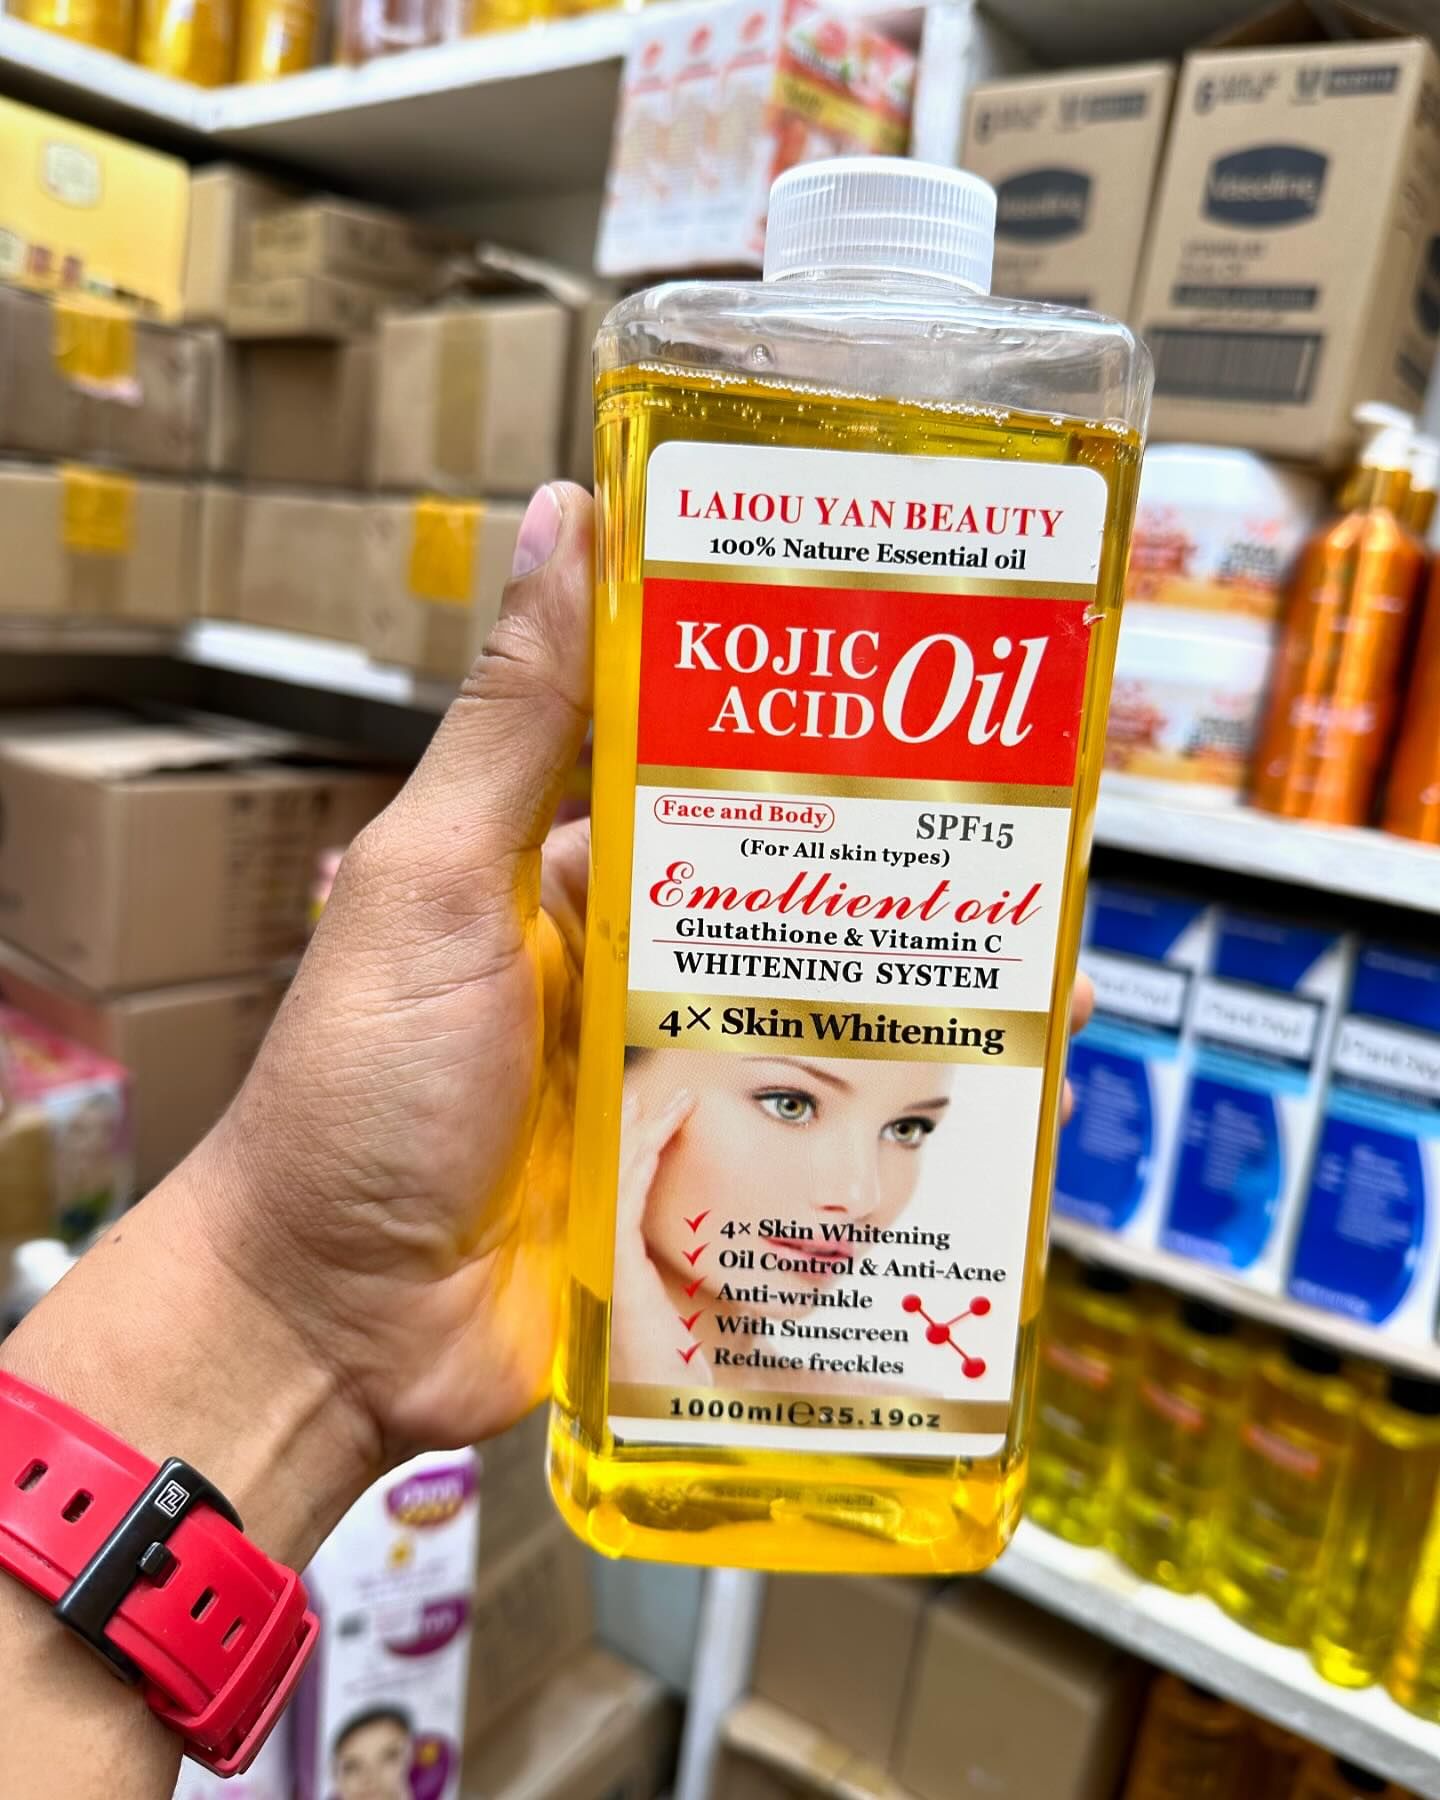 LAIOU YAN BEAUTY
100% Nature Essential oil
KOJIC
ACID Oil
Face and Body
SPF15
(For All skin types)
Emollient oil
Glutathione & Vitamin C
WHITENING SYSTEM
4× Skin Whitening
4× Skin Whitening
Oil Control & Anti-Acne
Anti-wrinkle
With Sunscreen
Reduce freckles
1000ml℮35.19oz
Vaseline
Vaseline